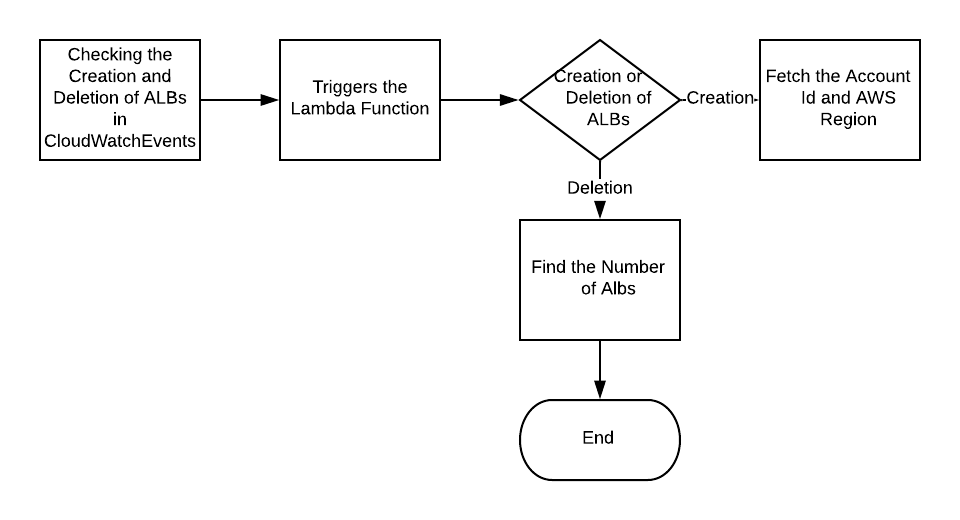 Checking the
Creation and
Deletion of ALBs
in
CloudWatchEvents
Triggers the
Lambda Function
Creation or
Deletion of
ALBs
Creation
Fetch the Account
Id and AWS
Region
Deletion
Find the Number
of Albs
End